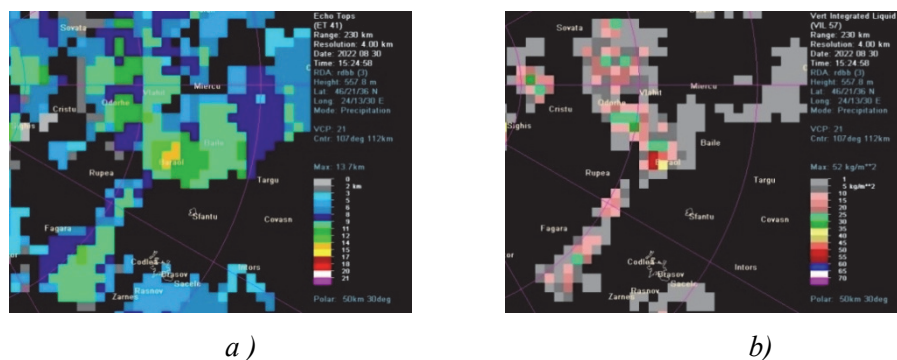 Echo Tops
(ET 41)
Range: 230 km
Resolution: 4.00 km
Date: 2022 08 30
Time: 15:24:58
RDA: rdbb (3)
Height: 557.8 m
Lat: 46/21/36 N
Long: 24/13/30 E
Mode: Precipitation
VCP: 21
Cntr: 107deg 112km
Max: 13.7km
0
2 km
3
5
6
8
9
11
12
14
15
17
18
20
21
Polar: 50km 30deg
Sovata
Miercu
Vlahit
Odorhe
Cristu
Sighis
Baile
Baraol
Rupea
Targu
Sfantu
Covasn
Fagara
Codlea
Brasov
Intors
Sacele
Rasnov
Zarnes
a )
Vert Integrated Liquid
(VIL 57)
Range: 230 km
Resolution: 4.00 km
Date: 2022 08 30
Time: 15:24:58
RDA: rdbb (3)
Height: 557.8 m
Lat: 46/21/36 N
Long: 24/13/30 E
Mode: Precipitation
VCP: 21
Cntr: 107deg 112km
Max: 52 kg/m**2
1
5 kg/m**2
10
15
20
25
30
35
40
45
50
55
60
65
70
Polar: 50km 30deg
Sovata
Miercu
Vlahit
Odorhe
Cristu
Sighis
Baile
Rupea
Targu
Sfantu
Covasn
Fagara
Codlea
Brasov
Intors
Sacele
Rasnov
Zarnes
b)